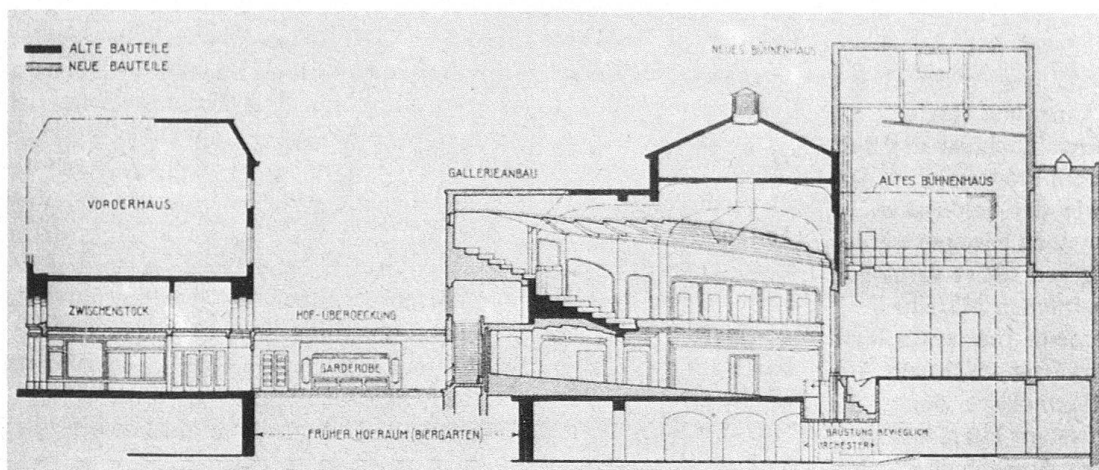 ALTE BAUTEILE
NEUE BAUTEILE
NEUES BÜHNENHAUS
GALLERIEANBAU
VORDERHAUS
ALTES BÜHNENHAUS
ZWISCHENSTOCK
HOF-ÜBERDECKUNG
GARDEROBE
FRÜHER HOFRAUM (BIERGARTEN)
BRÜSTUNG BEWEGLICH
ORCHESTER